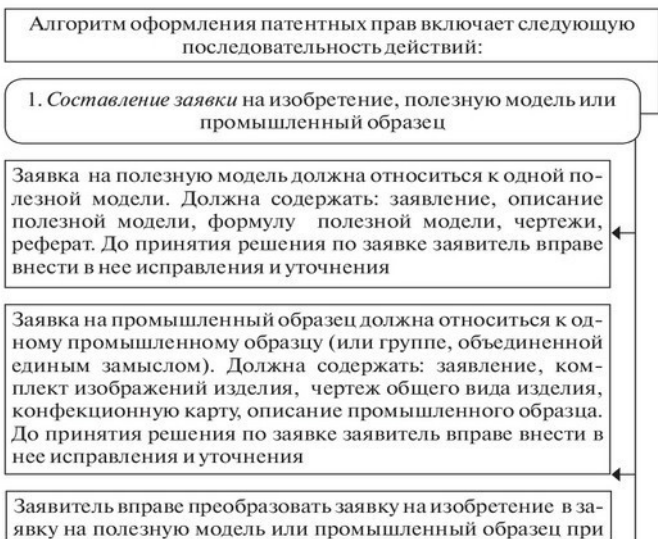 Алгоритм оформления патентных прав включает следующую
последовательность действий:
1. Составление заявки на изобретение, полезную модель или
промышленный образец
Заявка на полезную модель должна относиться к одной по-
лезной модели. Должна содержать: заявление, описание
полезной модели, формулу полезной модели, чертежи,
реферат. До принятия решения по заявке заявитель вправе
внести в нее исправления и уточнения
Заявка на промышленный образец должна относиться к од-
ному промышленному образцу (или группе, объединенной
единым замыслом). Должна содержать: заявление, ком-
плект изображений изделия, чертеж общего вида изделия,
конфекционную карту, описание промышленного образца.
До принятия решения по заявке заявитель вправе внести в
нее исправления и уточнения
Заявитель вправе преобразовать заявку на изобретение в за-
явку на полезную модель или промышленный образец при